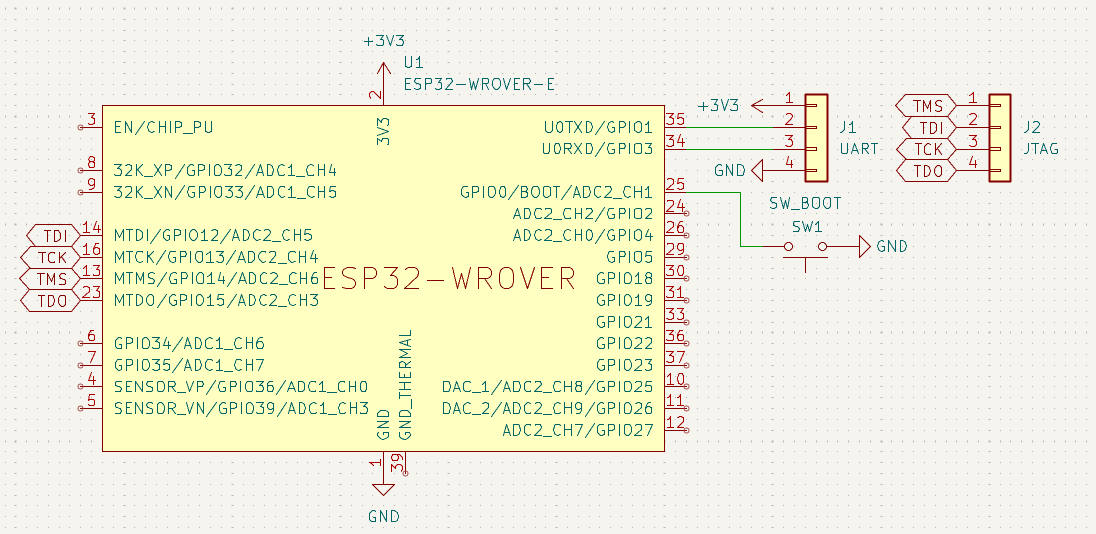 +3V3
U1
ESP32-WROVER-E
2
3V3
3 EN/CHIP_PU
8 32K_XP/GPIO32/ADC1_CH4
9 32K_XN/GPIO33/ADC1_CH5
TDI 14 MTDI/GPIO12/ADC2_CH5
TCK 16 MTCK/GPIO13/ADC2_CH4
TMS 13 MTMS/GPIO14/ADC2_CH6
TDO 23 MTDO/GPIO15/ADC2_CH3
6 GPIO34/ADC1_CH6
7 GPIO35/ADC1_CH7
4 SENSOR_VP/GPIO36/ADC1_CH0
5 SENSOR_VN/GPIO39/ADC1_CH3
ESP32-WROVER
U0TXD/GPIO1 35
U0RXD/GPIO3 34
GPIO0/BOOT/ADC2_CH1 25
ADC2_CH2/GPIO2 24
ADC2_CH0/GPIO4 26
GPIO5 29
GPIO18 30
GPIO19 31
GPIO21 33
GPIO22 36
GPIO23 37
DAC_1/ADC2_CH8/GPIO25 10
DAC_2/ADC2_CH9/GPIO26 11
ADC2_CH7/GPIO27 12
GND
GND_THERMAL
1
39
GND
+3V3 1
2
3
GND 4
J1
UART
SW_BOOT
SW1
GND
TMS 1
TDI 2
TCK 3
TDO 4
J2
JTAG